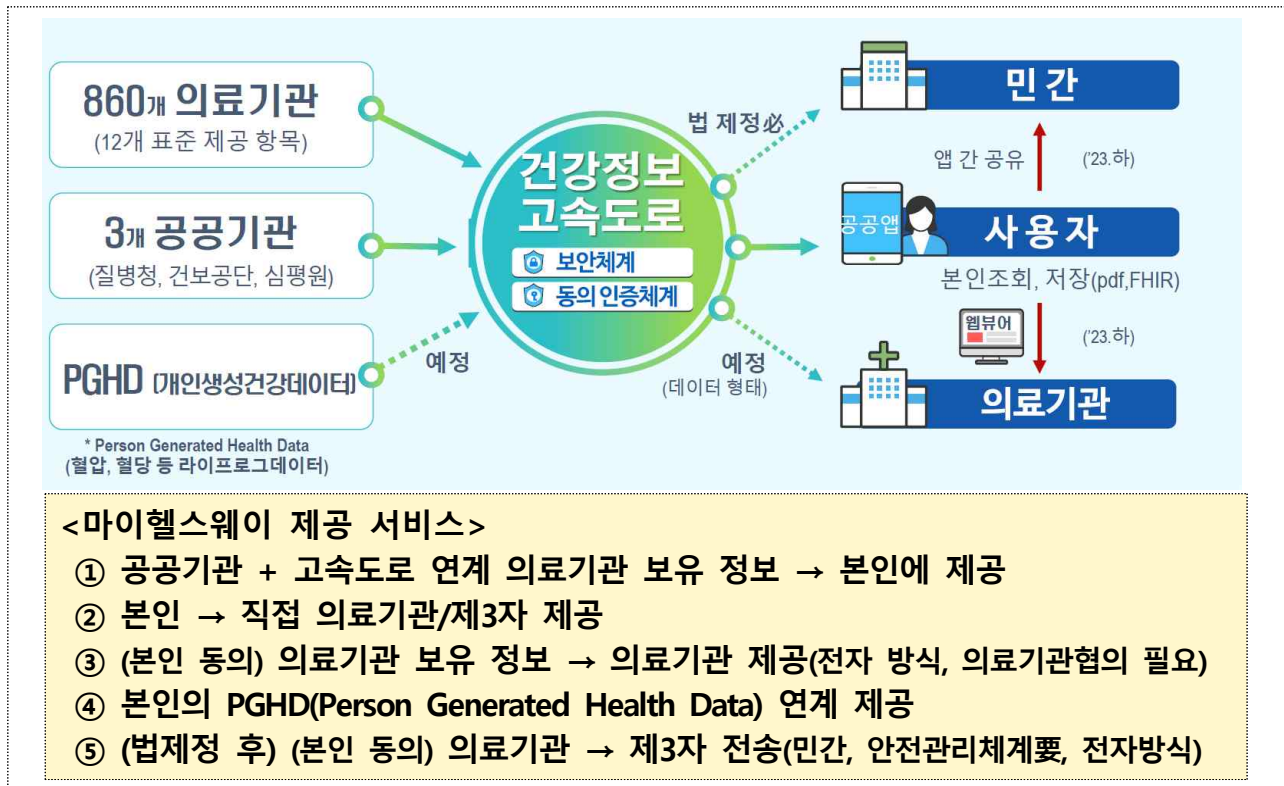 860개 의료기관
(12개 표준 제공 항목)
3개 공공기관
(질병청, 건보공단, 심평원)
PGHD (개인생성건강데이터)
* Person Generated Health Data
(혈압, 혈당 등 라이프로그데이터)
예정
건강정보
고속도로
보안체계
동의 인증체계
법 제정必
예정
(데이터 형태)
민간
앱 간 공유
('23.하)
공공앱
사용자
본인조회, 저장(pdf,FHIR)
웹뷰어
('23.하)
의료기관
<마이헬스웨이 제공 서비스>
① 공공기관 + 고속도로 연계 의료기관 보유 정보 → 본인에 제공
② 본인 → 직접 의료기관/제3자 제공
③ (본인 동의) 의료기관 보유 정보 → 의료기관 제공(전자 방식, 의료기관협의 필요)
④ 본인의 PGHD(Person Generated Health Data) 연계 제공
⑤ (법제정 후) (본인 동의) 의료기관 → 제3자 전송(민간, 안전관리체계要, 전자방식)